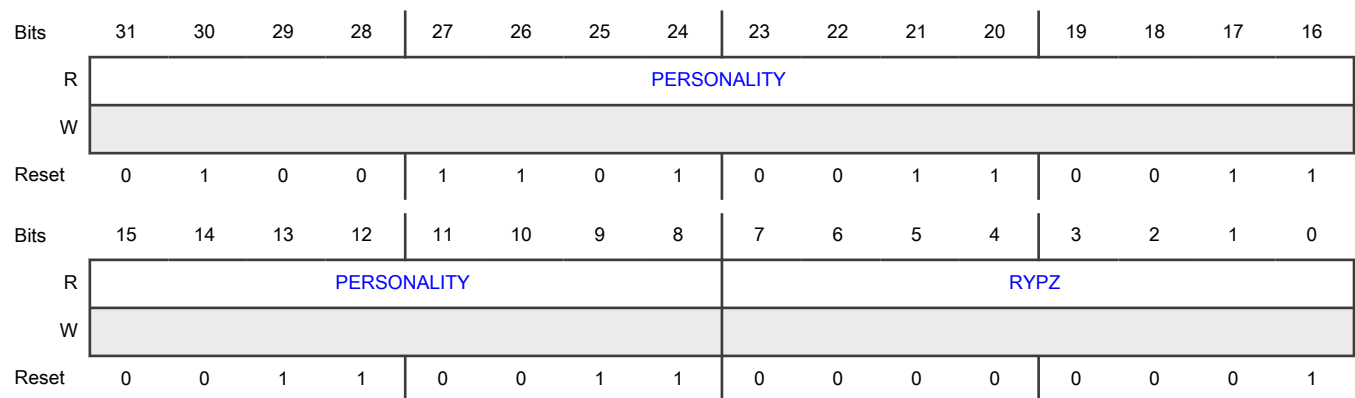 Bits 31 30 29 28 27 26 25 24 23 22 21 20 19 18 17 16
R PERSONALITY
W
Reset 0 1 0 0 1 1 0 1 0 0 1 1 0 0 1 1
Bits 15 14 13 12 11 10 9 8 7 6 5 4 3 2 1 0
R PERSONALITY RYPZ
W
Reset 0 0 1 1 0 0 1 1 0 0 0 0 0 0 0 1